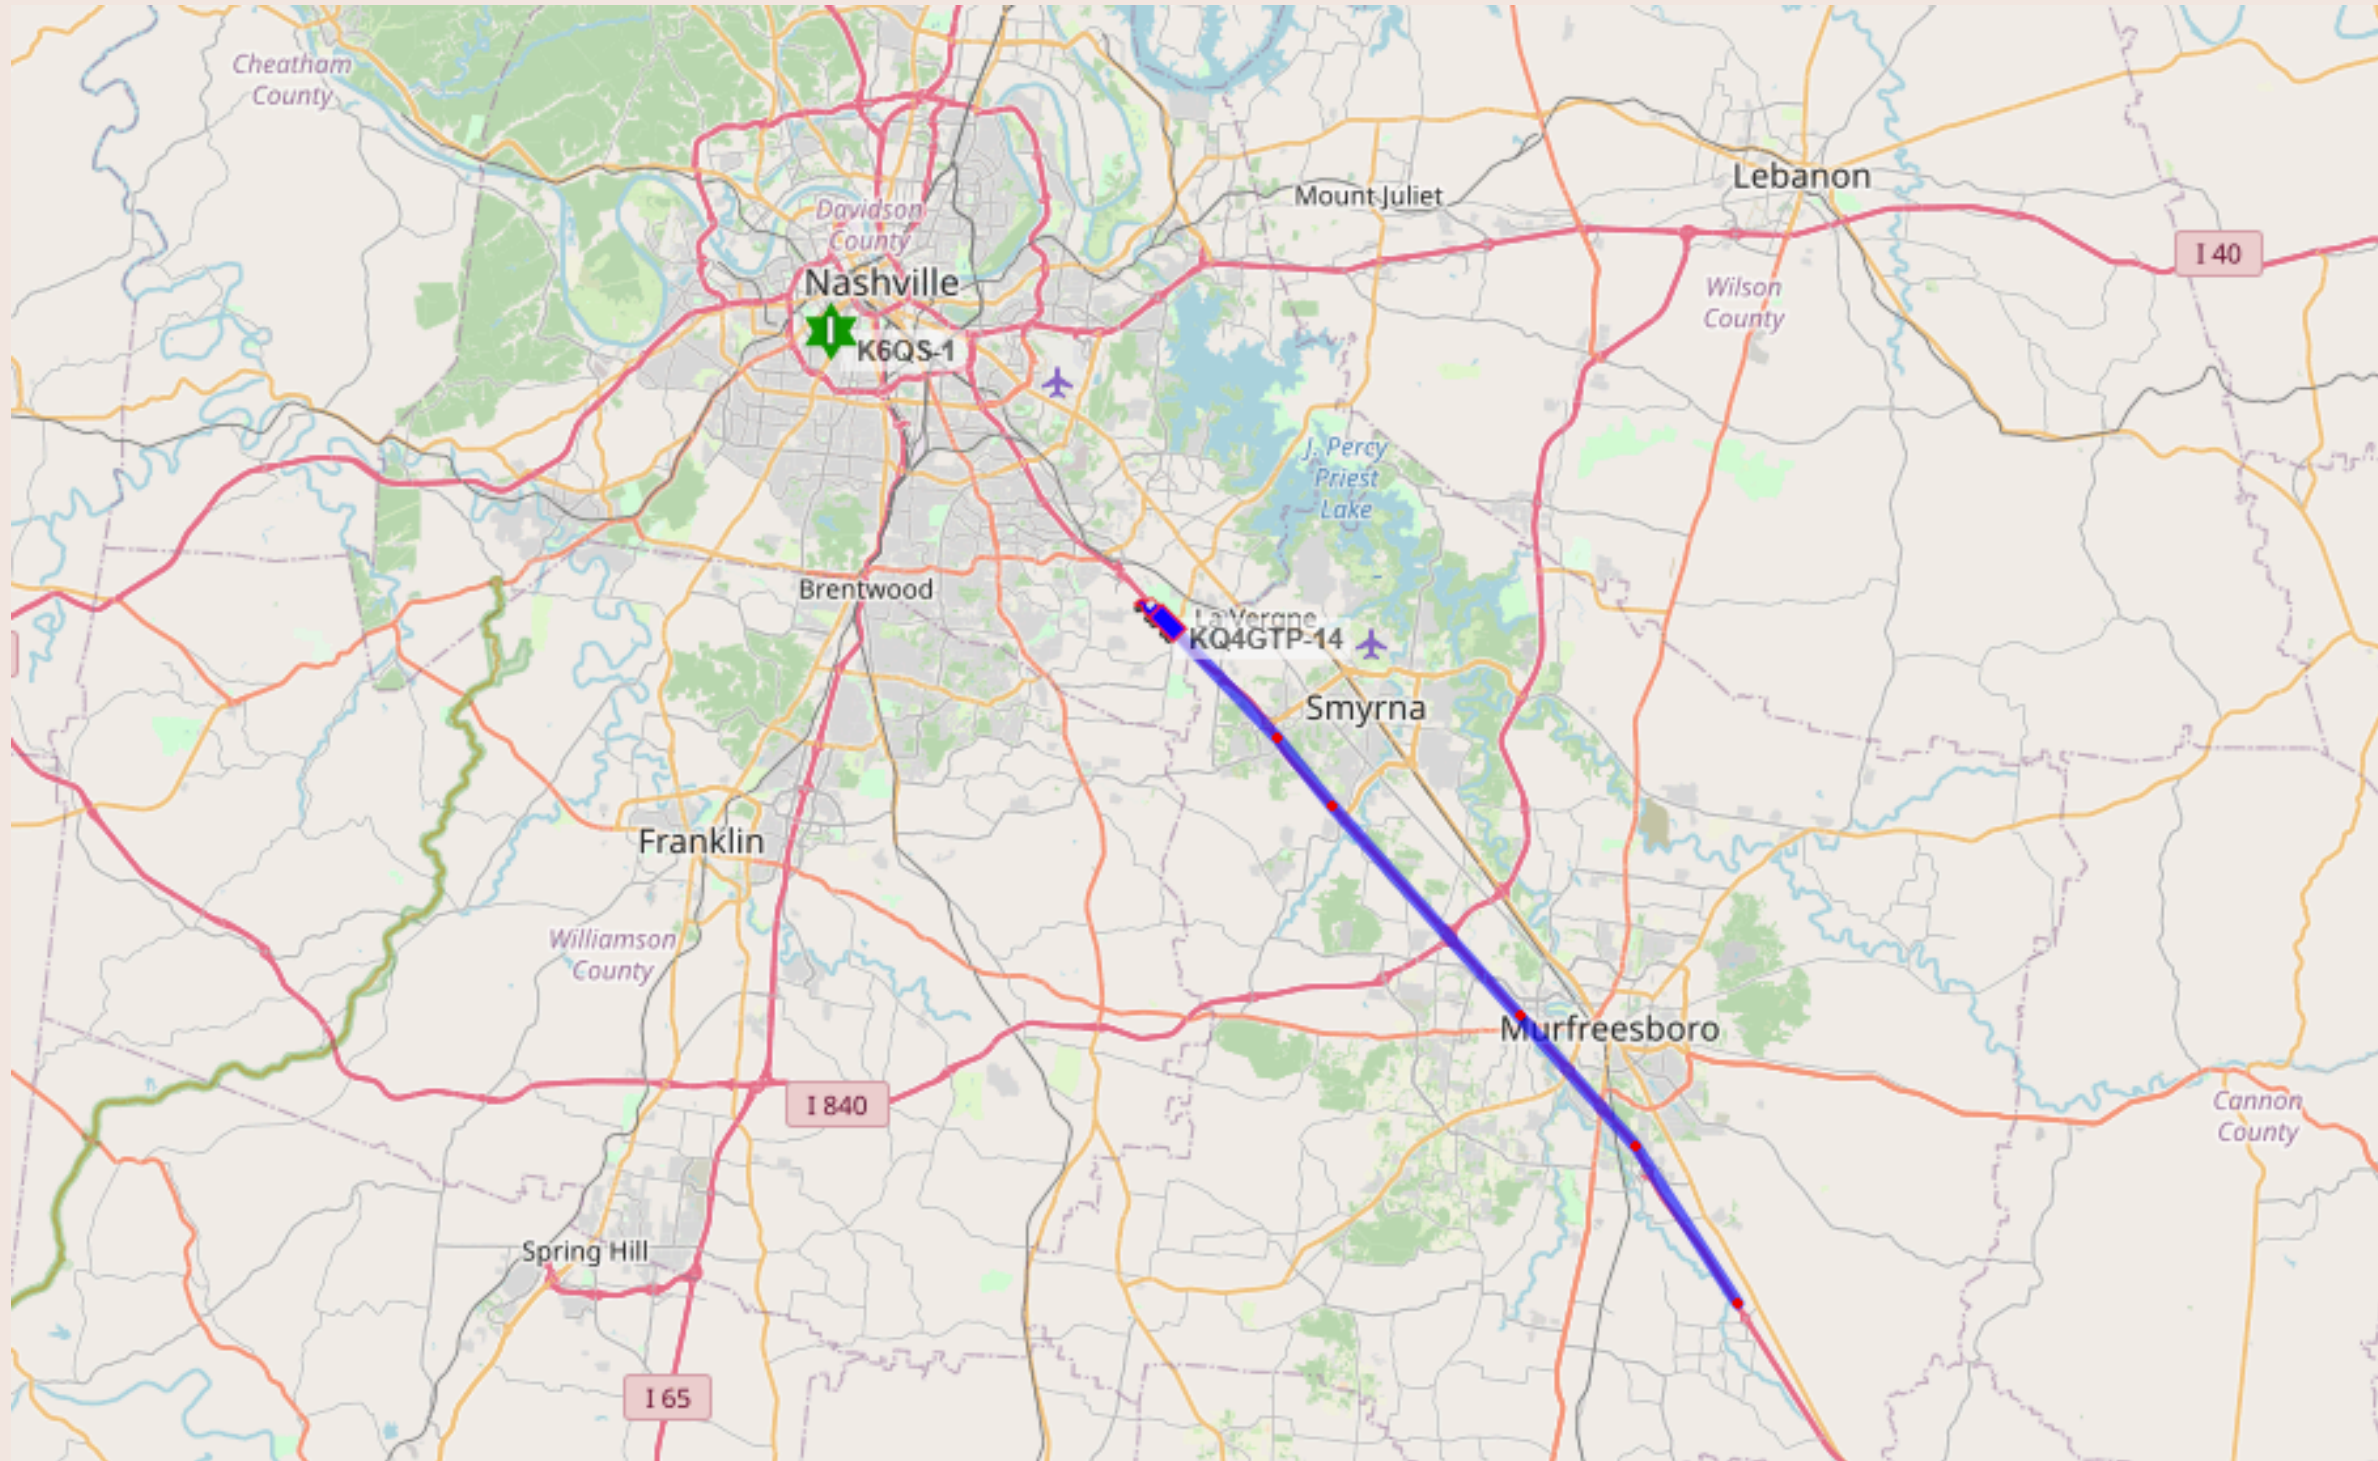 Cheatham
County
Mount Juliet
Lebanon
Davidson
County
I 40
Nashville
Wilson
County
I
K6QS-1
J. Percy
Priest
Lake
Brentwood
La Vergne
KQ4GTP-14
Smyrna
Franklin
Williamson
County
Murfreesboro
I 840
Cannon
County
Spring Hill
I 65